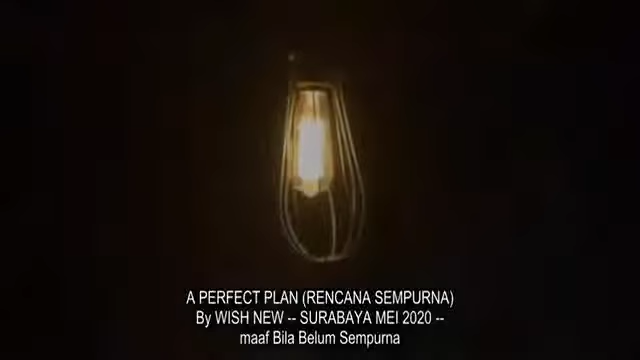 A PERFECT PLAN (RENCANA SEMPURNA)
By WISH NEW -- SURABAYA MEI 2020 --
maaf Bila Belum Sempurna